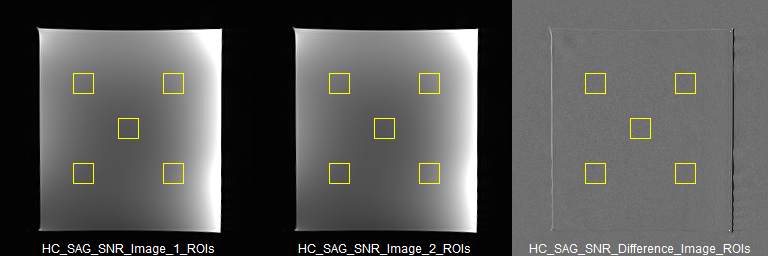 HC_SAG_SNR_Image_1_ROIs
HC_SAG_SNR_Image_2_ROIs
HC_SAG_SNR_Difference_Image_ROIs